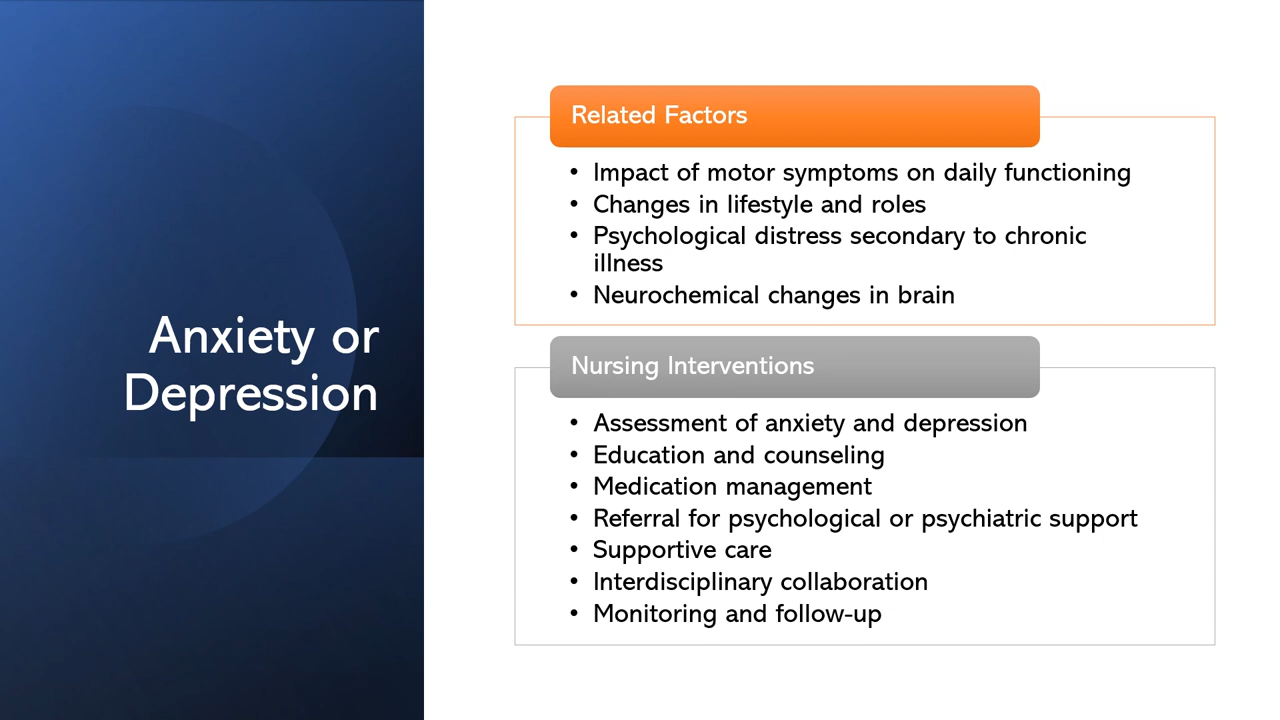 Anxiety or
Depression
Related Factors
• Impact of motor symptoms on daily functioning
• Changes in lifestyle and roles
• Psychological distress secondary to chronic
illness
• Neurochemical changes in brain
Nursing Interventions
• Assessment of anxiety and depression
• Education and counseling
• Medication management
• Referral for psychological or psychiatric support
• Supportive care
• Interdisciplinary collaboration
• Monitoring and follow-up